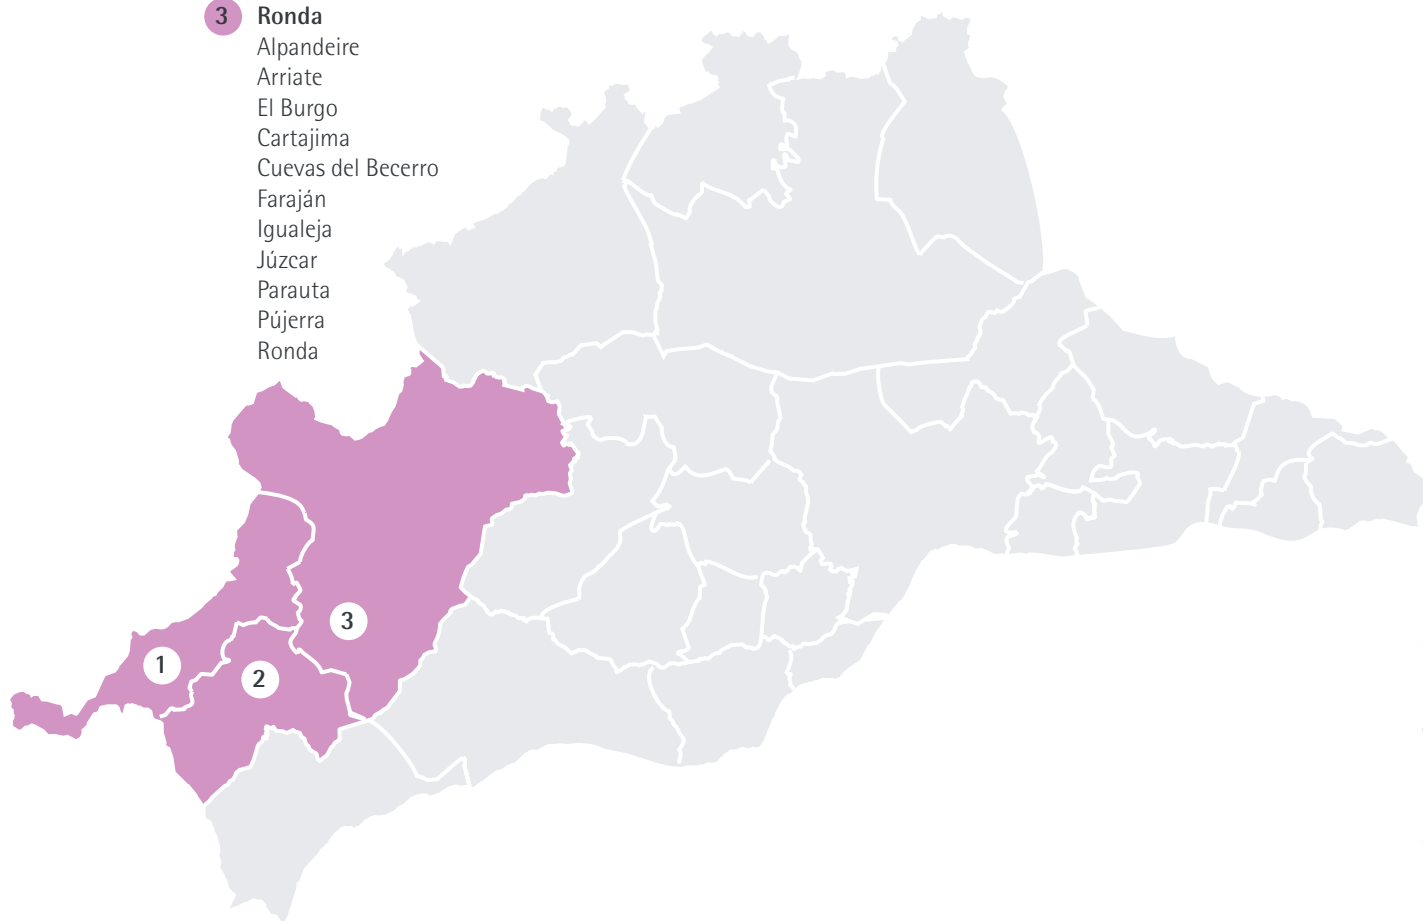 3 Ronda
Alpandeire
Arriate
El Burgo
Cartajima
Cuevas del Becerro
Faraján
Igualeja
Júzcar
Parauta
Pújerra
Ronda
3
1
2